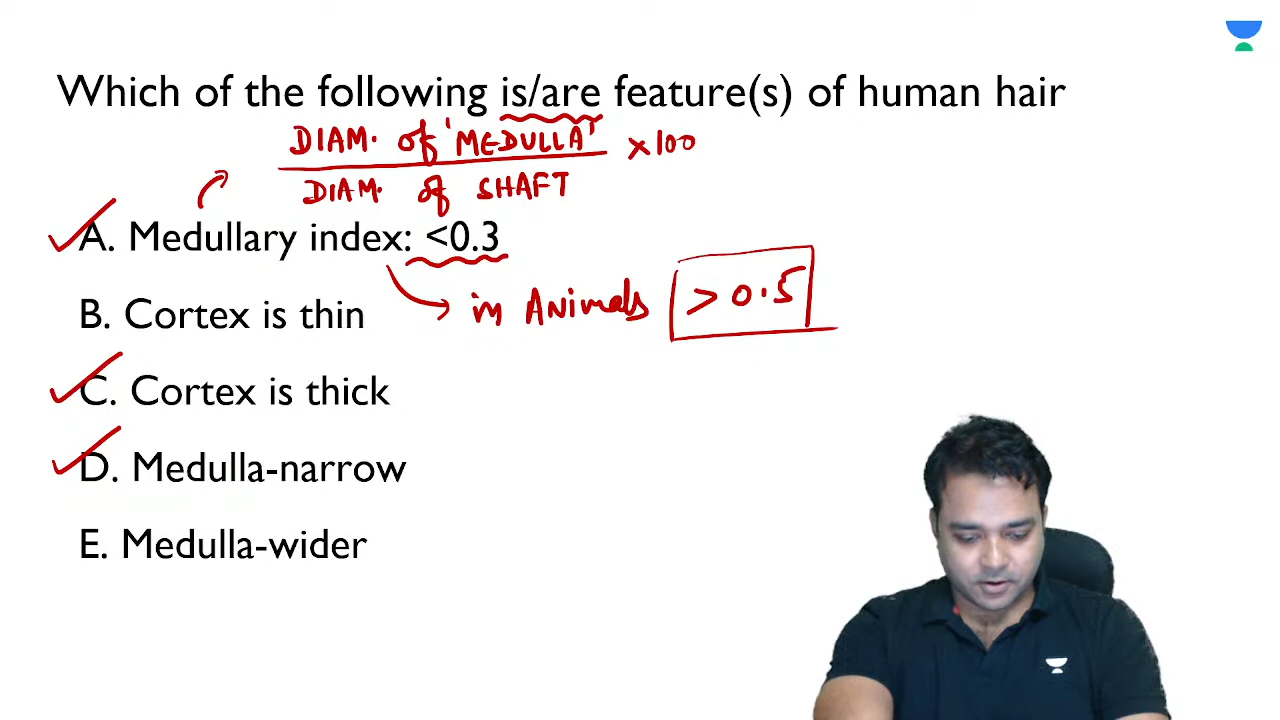 Which of the following is/are feature(s) of human hair
DIAM. of 'MEDULLA' ×100
DIAM. of SHAFT
A. Medullary index: <0.3
in Animals > 0.5
B. Cortex is thin
C. Cortex is thick
D. Medulla-narrow
E. Medulla-wider